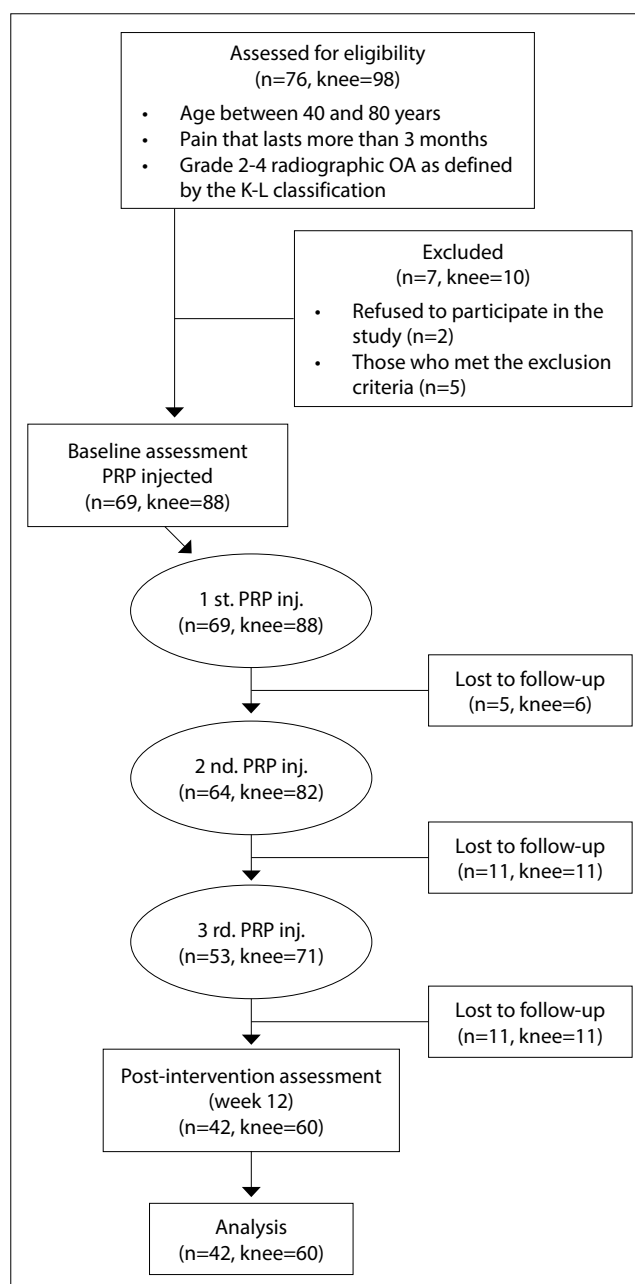 Assessed for eligibility
(n=76, knee=98)
• Age between 40 and 80 years
• Pain that lasts more than 3 months
• Grade 2-4 radiographic OA as defined
by the K-L classification
Excluded
(n=7, knee=10)
• Refused to participate in the
study (n=2)
• Those who met the exclusion
criteria (n=5)
Baseline assessment
PRP injected
(n=69, knee=88)
1 st. PRP inj.
(n=69, knee=88)
Lost to follow-up
(n=5, knee=6)
2 nd. PRP inj.
(n=64, knee=82)
Lost to follow-up
(n=11, knee=11)
3 rd. PRP inj.
(n=53, knee=71)
Lost to follow-up
(n=11, knee=11)
Post-intervention assessment
(week 12)
(n=42, knee=60)
Analysis
(n=42, knee=60)